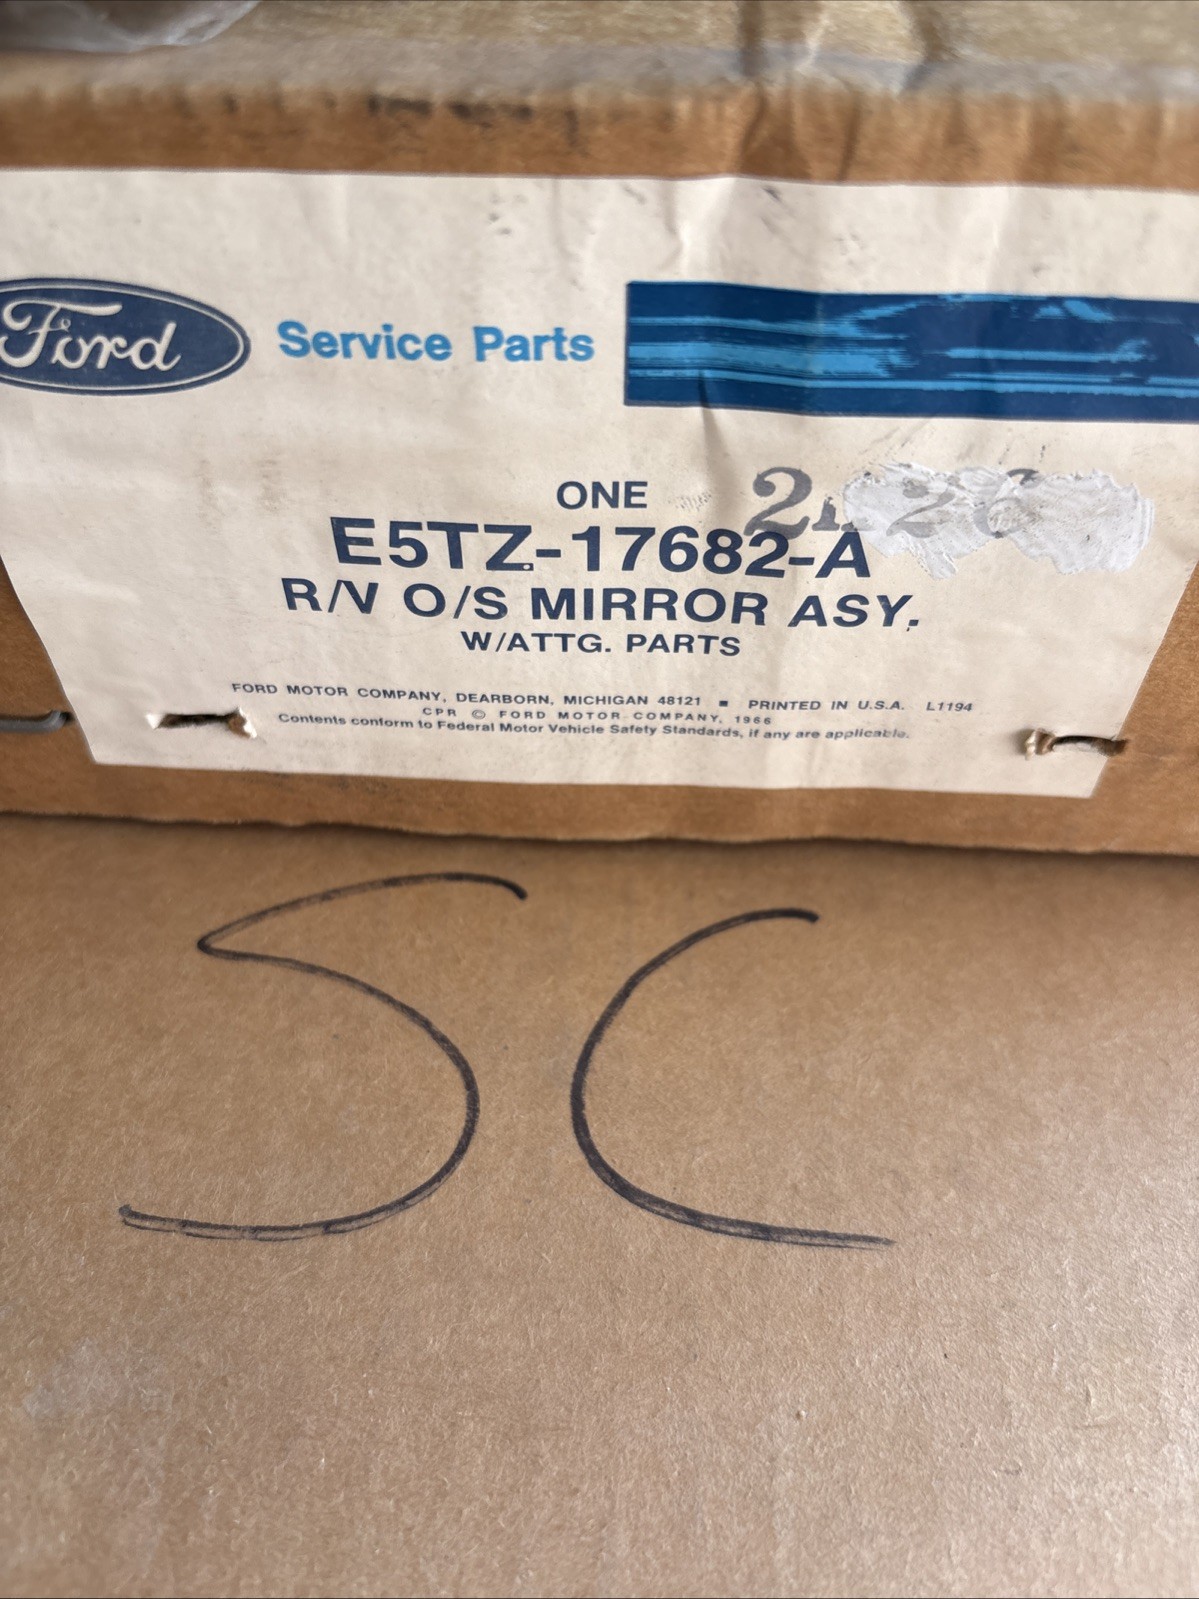 Ford
Service Parts
ONE
E5TZ-17682-A
R/V O/S MIRROR ASY.
W/ATTG. PARTS
FORD MOTOR COMPANY, DEARBORN, MICHIGAN 48121 ■ PRINTED IN U.S.A. L1194
CPR © FORD MOTOR COMPANY, 1966
Contents conform to Federal Motor Vehicle Safety Standards, if any are applicable.
SC